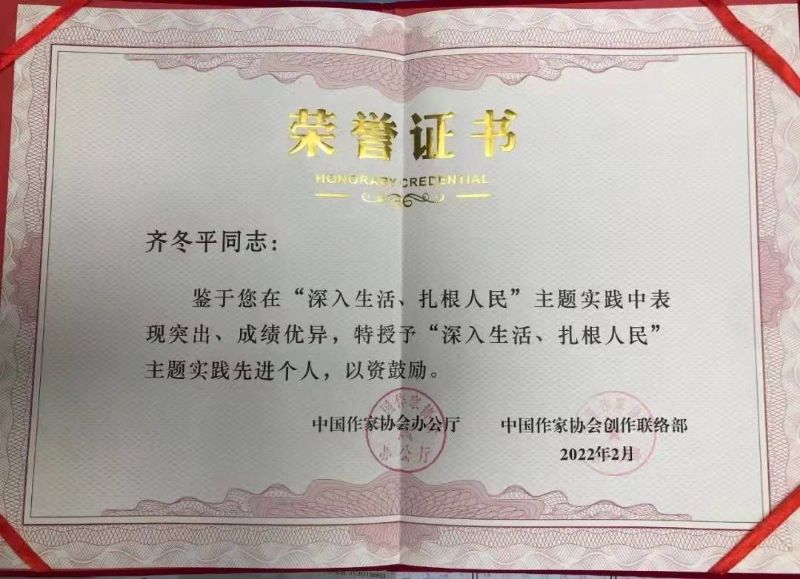 荣誉证书
HONORARY CREDENTIAL
齐冬平同志：
鉴于您在“深入生活、扎根人民”主题实践中表
现突出、成绩优异，特授予“深入生活、扎根人民”
主题实践先进个人，以资鼓励。
中国作家协会办公厅 中国作家协会创作联络部
2022年2月